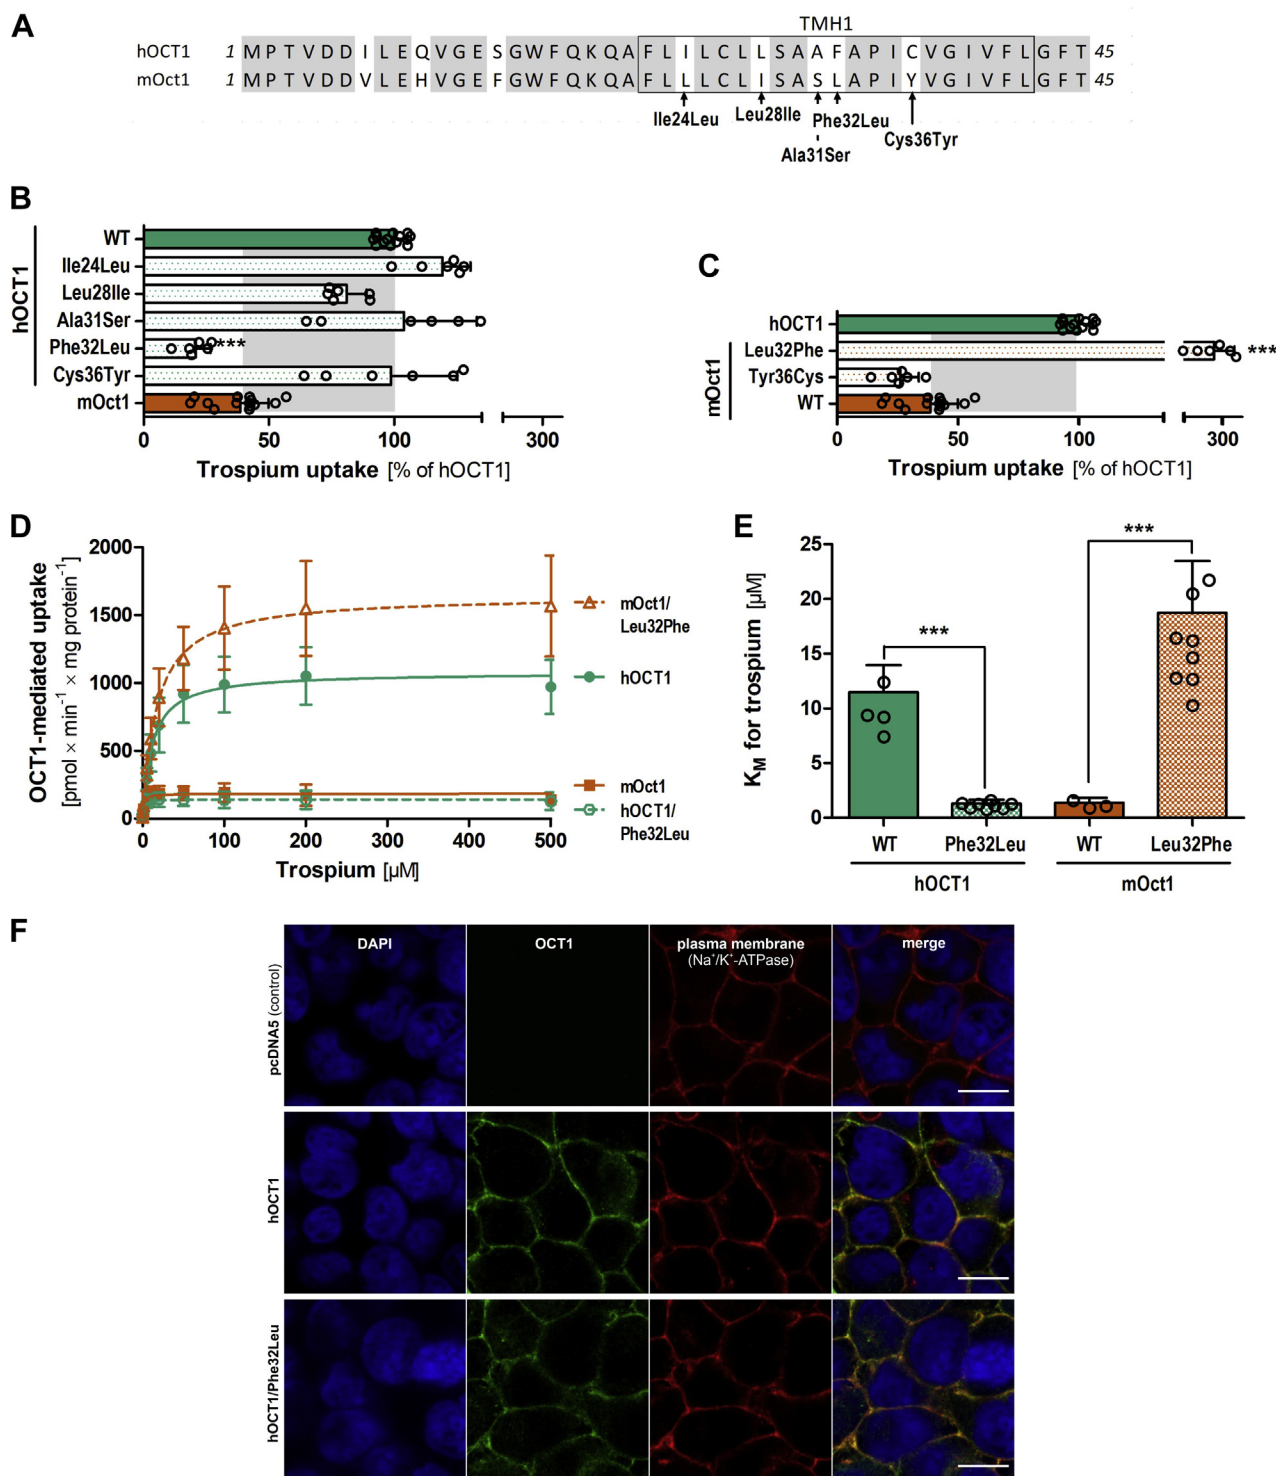 A
TMH1
hOCT1 1 M P T V D D I L E Q V G E S G W F Q K Q A F L I L C L L S A A F A P I C V G I V F L G F T 45
mOct1 1 M P T V D D V L E H V G E F G W F Q K Q A F L L L C L I S A S L A P I Y V G I V F L G F T 45
Ile24Leu Leu28Ile Phe32Leu
Ala31Ser Cys36Tyr
B
hOCT1
WT
Ile24Leu
Leu28Ile
Ala31Ser
Phe32Leu ***
Cys36Tyr
mOct1
0 50 100 300
Trospium uptake [% of hOCT1]
C
hOCT1
mOct1
Leu32Phe ***
Tyr36Cys
WT
0 50 100 300
Trospium uptake [% of hOCT1]
D
OCT1-mediated uptake
[pmol × min⁻¹ × mg protein⁻¹]
2000
1500
1000
500
0
0 100 200 300 400 500
Trospium [µM]
mOct1/
Leu32Phe
hOCT1
mOct1
hOCT1/
Phe32Leu
E
K_M for trospium [µM]
25
20
15
10
5
0
*** ***
WT Phe32Leu WT Leu32Phe
hOCT1 mOct1
F
DAPI OCT1 plasma membrane merge
(Na⁺/K⁺-ATPase)
pcDNA5 (control)
hOCT1
hOCT1/Phe32Leu